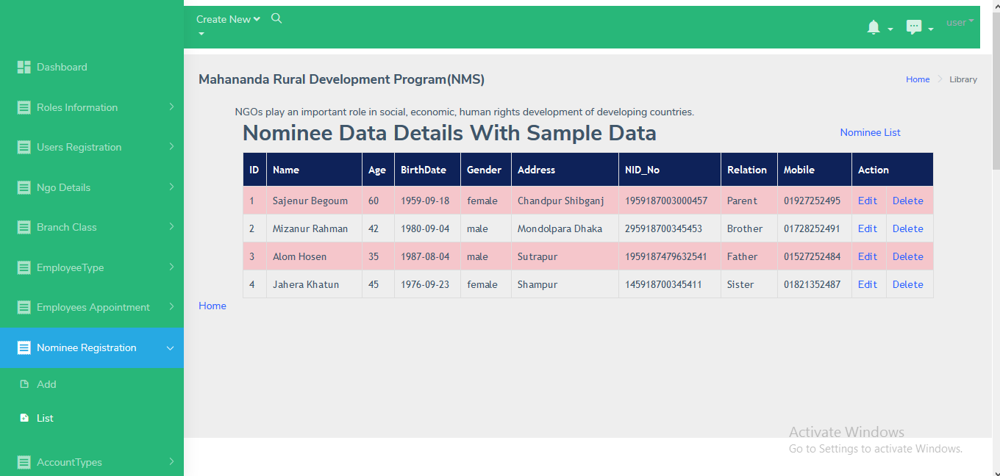 Create New
user
Dashboard
Roles Information
Users Registration
Ngo Details
Branch Class
EmployeeType
Employees Appointment
Nominee Registration
Add
List
AccountTypes
Mahananda Rural Development Program(NMS)
Home Library
NGOs play an important role in social, economic, human rights development of developing countries.
Nominee Data Details With Sample Data
Nominee List
ID Name Age BirthDate Gender Address NID_No Relation Mobile Action
1 Sajenur Begoum 60 1959-09-18 female Chandpur Shibganj 1959187003000457 Parent 01927252495 Edit Delete
2 Mizanur Rahman 42 1980-09-04 male Mondolpara Dhaka 295918700345453 Brother 01728252491 Edit Delete
3 Alom Hosen 35 1987-08-04 male Sutrapur 1959187479632541 Father 01527252484 Edit Delete
4 Jahera Khatun 45 1976-09-23 female Shampur 145918700345411 Sister 01821352487 Edit Delete
Home
Activate Windows
Go to Settings to activate Windows.